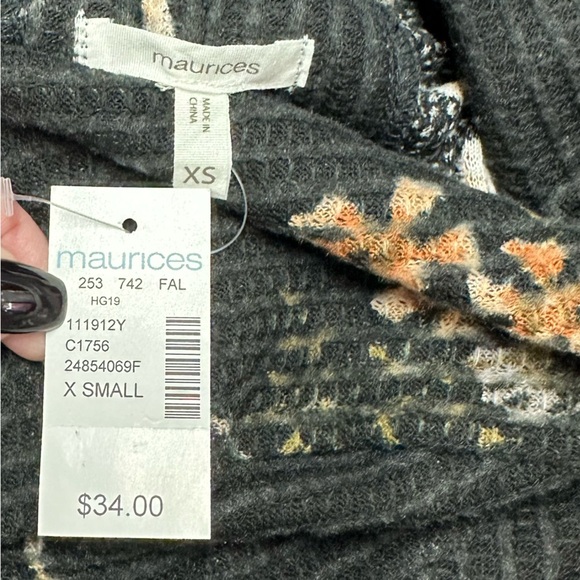 maurices
MADE IN
CHINA
XS
maurices
253 742 FAL
HG19
111912Y
C1756
24854069F
X SMALL
$34.00